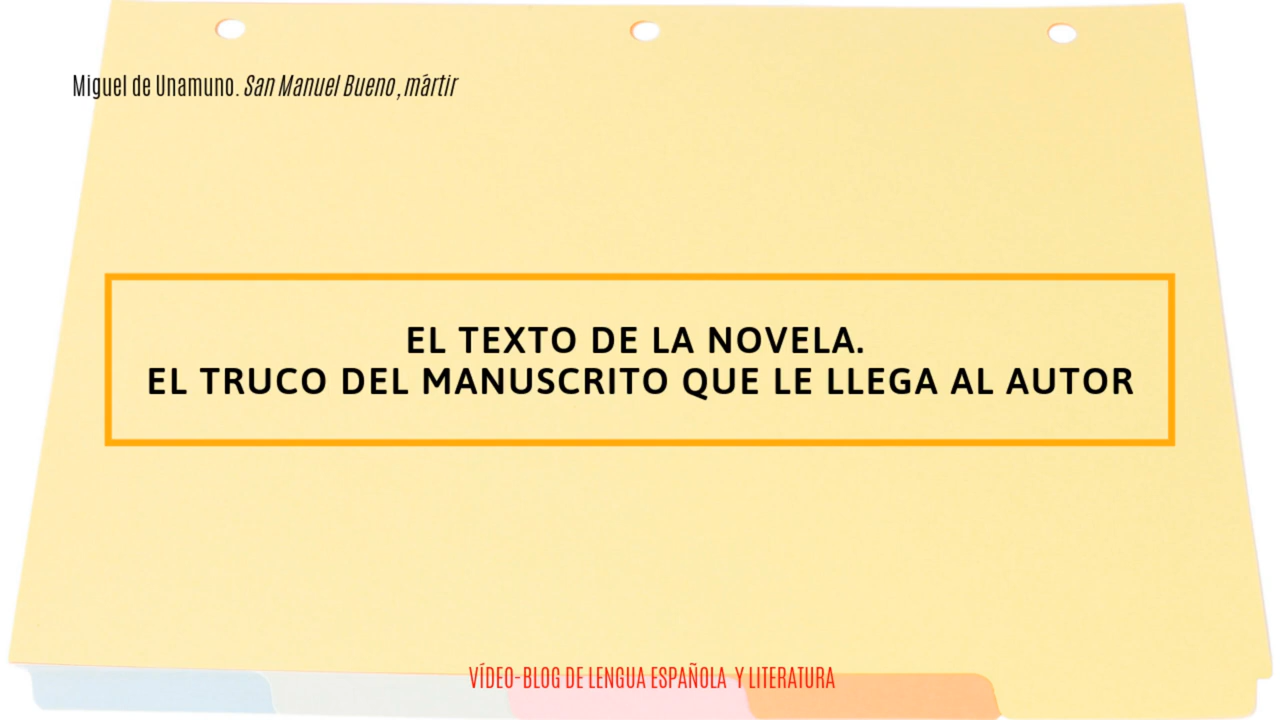 Miguel de Unamuno. San Manuel Bueno, mártir
EL TEXTO DE LA NOVELA.
EL TRUCO DEL MANUSCRITO QUE LE LLEGA AL AUTOR
VÍDEO-BLOG DE LENGUA ESPAÑOLA Y LITERATURA